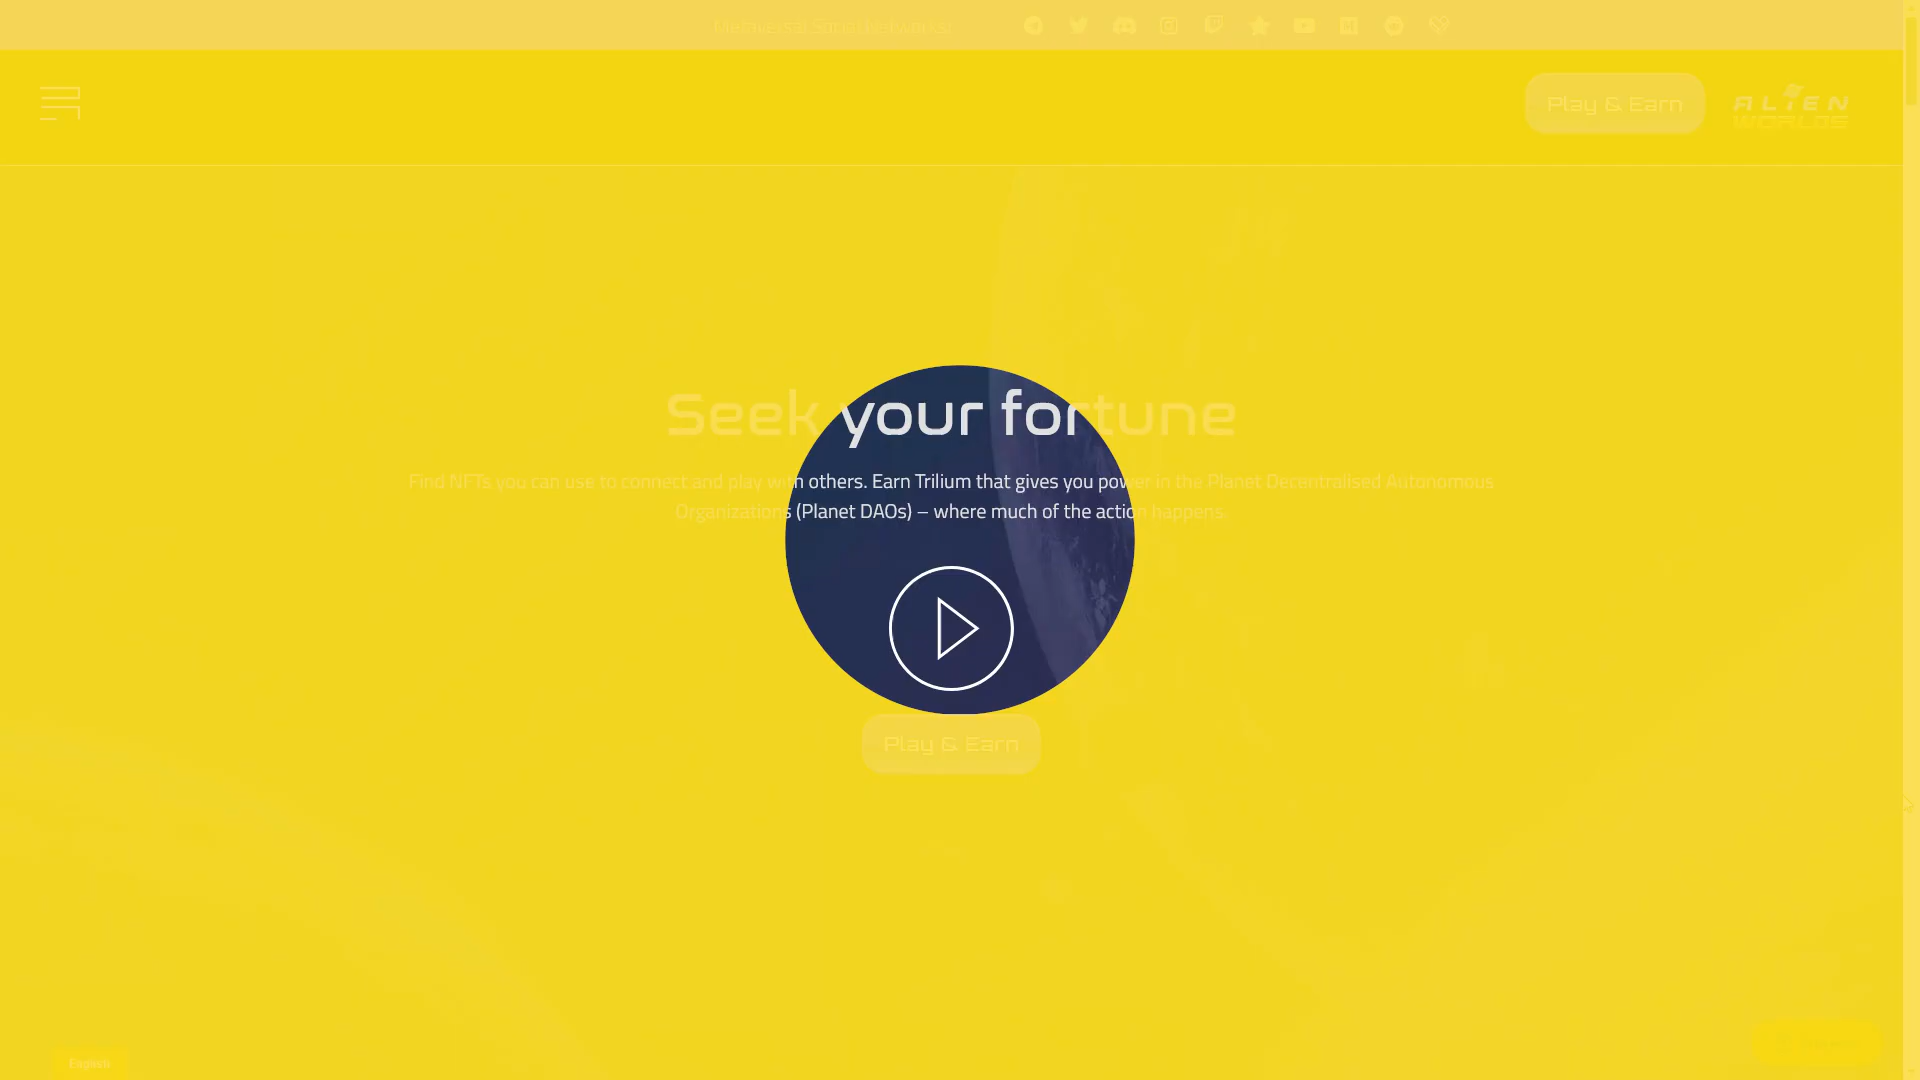 Metaverse Social Networks:
Play & Earn
ALIEN
WORLDS
Seek your fortune
Find NFTs you can use to connect and play with others. Earn Trilium that gives you power in the Planet Decentralised Autonomous
Organizations (Planet DAOs) – where much of the action happens.
Play & Earn
English